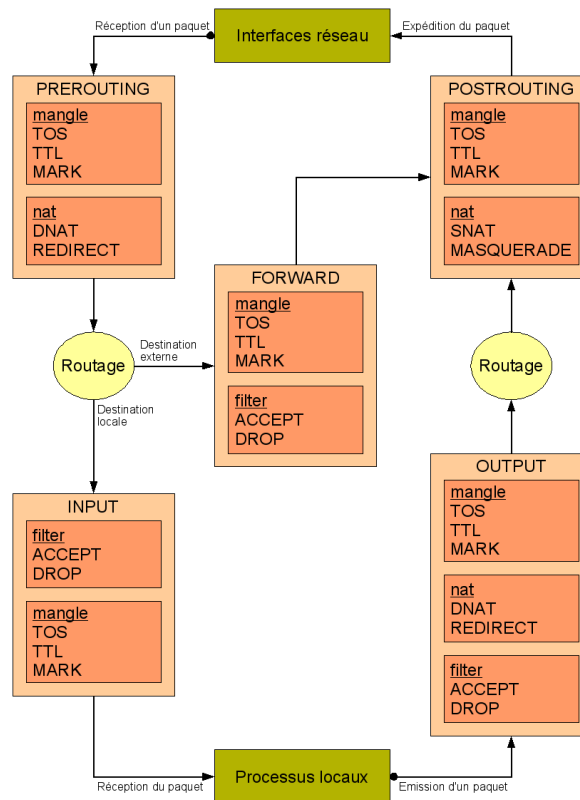 Réception d'un paquet
Interfaces réseau
Expédition du paquet
PREROUTING
mangle
TOS
TTL
MARK
nat
DNAT
REDIRECT
POSTROUTING
mangle
TOS
TTL
MARK
nat
SNAT
MASQUERADE
FORWARD
mangle
TOS
TTL
MARK
filter
ACCEPT
DROP
Routage
Destination
externe
Destination
locale
Routage
INPUT
filter
ACCEPT
DROP
mangle
TOS
TTL
MARK
OUTPUT
mangle
TOS
TTL
MARK
nat
DNAT
REDIRECT
filter
ACCEPT
DROP
Réception du paquet
Processus locaux
Emission d'un paquet